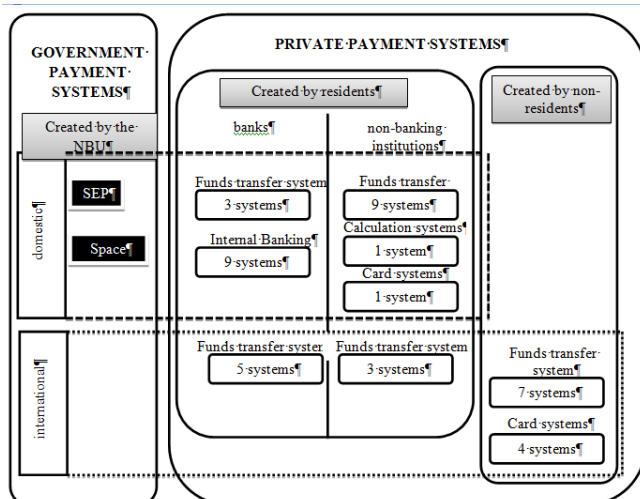 GOVERNMENT·
PAYMENT·
SYSTEMS¶
PRIVATE·PAYMENT·SYSTEMS¶
Created·by·the·
NBU¶
Created·by·residents¶
Created·by·non-
residents¶
banks¶
non-banking·
institutions¶
domestic¶
SEP¶
Space¶
Funds·transfer·system
3·systems¶
Internal·Banking¶
9·systems¶
Funds·transfer·
9·systems¶
Calculation·systems¶
1·system¶
Card·systems¶
1·system¶
international¶
Funds·transfer·syster
5·systems¶
Funds·transfer·system
3·systems¶
Funds·transfer·
system¶
7·systems¶
Card·systems¶
4·systems¶